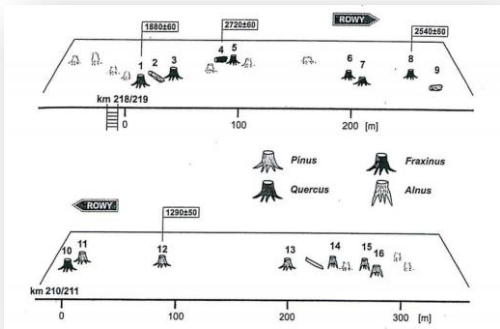 1880±60
2720±60
ROWY
2540±60
1 2 3 4 5 6 7 8 9
km 218/219
0 100 200 [m]
Pinus Fraxinus
Quercus Alnus
ROWY
1290±50
10 11 12 13 14 15 16
km 210/211
0 100 200 300 [m]